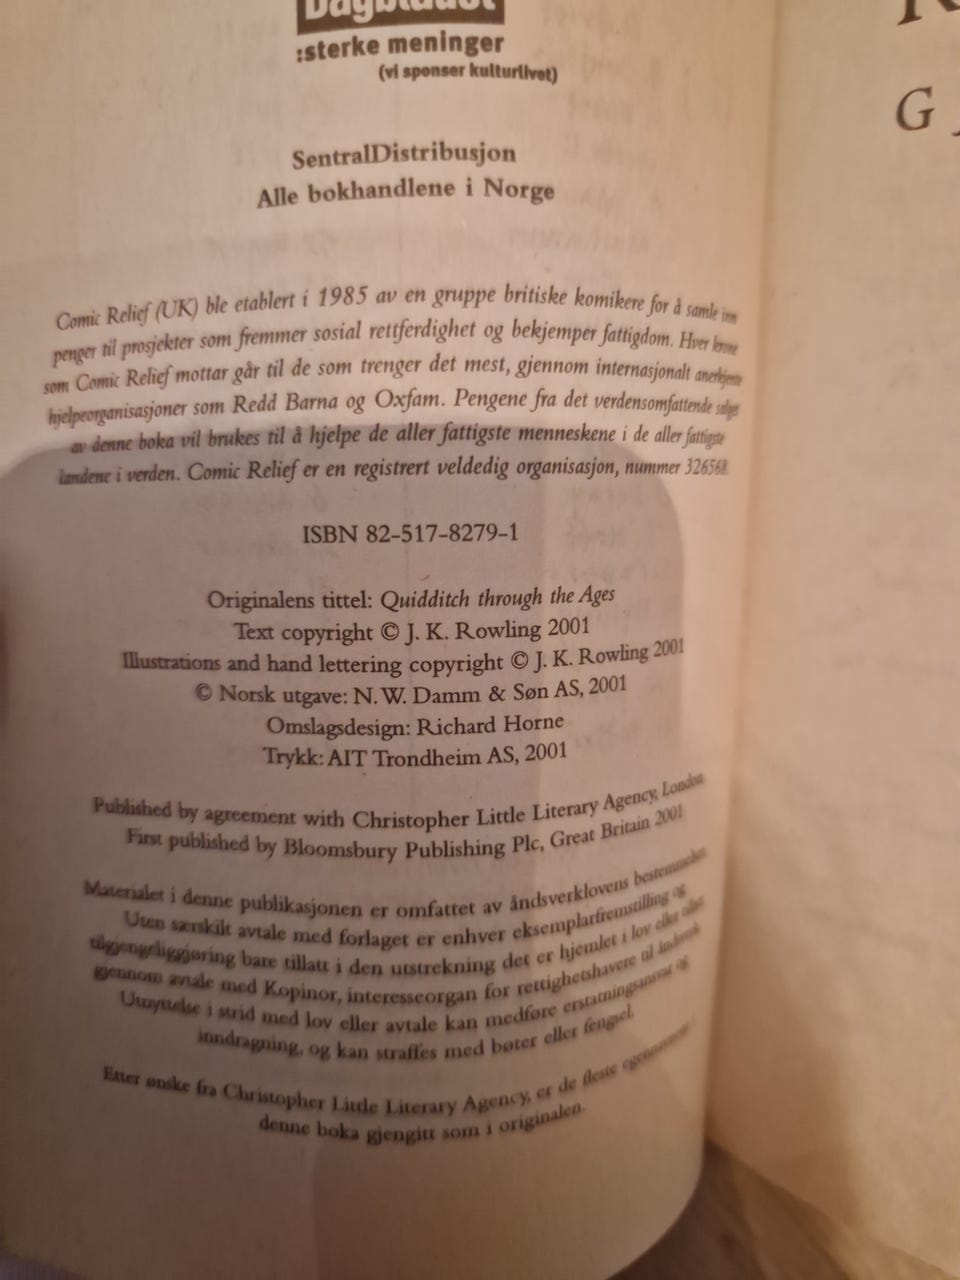 Dagbladet
:sterke meninger
(vi sponser kulturlivet)
SentralDistribusjon
Alle bokhandlene i Norge
Comic Relief (UK) ble etablert i 1985 av en gruppe britiske komikere for å samle inn
penger til prosjekter som fremmer sosial rettferdighet og bekjemper fattigdom. Hver krone
som Comic Relief mottar går til de som trenger det mest, gjennom internasjonalt anerkjente
hjelpeorganisasjoner som Redd Barna og Oxfam. Pengene fra det verdensomfattende salget
av denne boka vil brukes til å hjelpe de aller fattigste menneskene i de aller fattigste
landene i verden. Comic Relief er en registrert veldedig organisasjon, nummer 326568.
ISBN 82-517-8279-1
Originalens tittel: Quidditch through the Ages
Text copyright © J. K. Rowling 2001
Illustrations and hand lettering copyright © J. K. Rowling 2001
© Norsk utgave: N. W. Damm & Søn AS, 2001
Omslagsdesign: Richard Horne
Trykk: AIT Trondheim AS, 2001
Published by agreement with Christopher Little Literary Agency, London
First published by Bloomsbury Publishing Plc, Great Britain 2001
Materialet i denne publikasjonen er omfattet av åndsverklovens bestemmelser.
Uten særskilt avtale med forlaget er enhver eksemplarfremstilling og
tilgjengeliggjøring bare tillatt i den utstrekning det er hjemlet i lov eller tillatt
gjennom avtale med Kopinor, interesseorgan for rettighetshavere til åndsverk.
Utnyttelse i strid med lov eller avtale kan medføre erstatningsansvar og
inndragning, og kan straffes med bøter eller fengsel.
Etter ønske fra Christopher Little Literary Agency, er de fleste egennavnene i
denne boka gjengitt som i originalen.
G